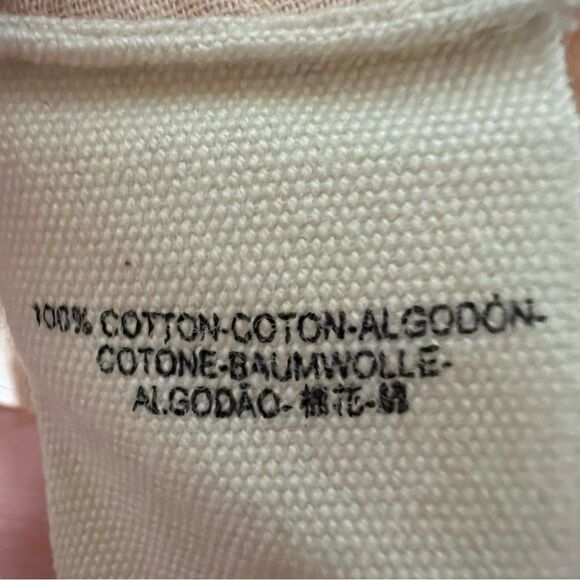 100% COTTON-COTON-ALGODÓN-
COTONE-BAUMWOLLE-
ALGODÃO-棉花-綿